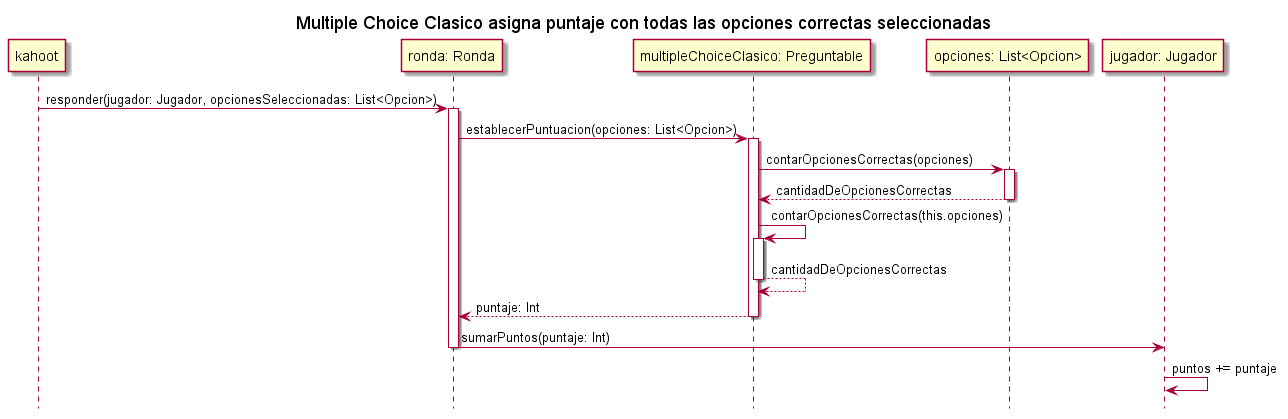 Multiple Choice Clasico asigna puntaje con todas las opciones correctas seleccionadas
kahoot
ronda: Ronda
multipleChoiceClasico: Preguntable
opciones: List<Opcion>
jugador: Jugador
responder(jugador: Jugador, opcionesSeleccionadas: List<Opcion>)
establecerPuntuacion(opciones: List<Opcion>)
contarOpcionesCorrectas(opciones)
cantidadDeOpcionesCorrectas
contarOpcionesCorrectas(this.opciones)
cantidadDeOpcionesCorrectas
puntaje: Int
sumarPuntos(puntaje: Int)
puntos += puntaje